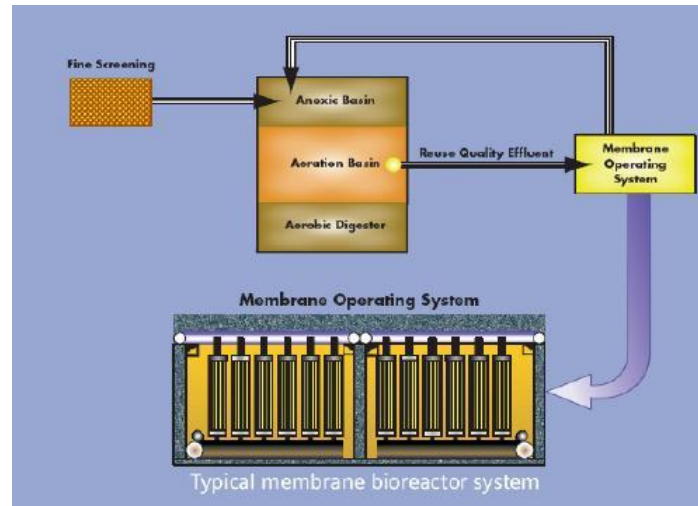 Fine Screening
Anoxic Basin
Aeration Basin
Reuse Quality Effluent
Membrane
Operating
System
Aerobic Digester
Membrane Operating System
Typical membrane bioreactor system